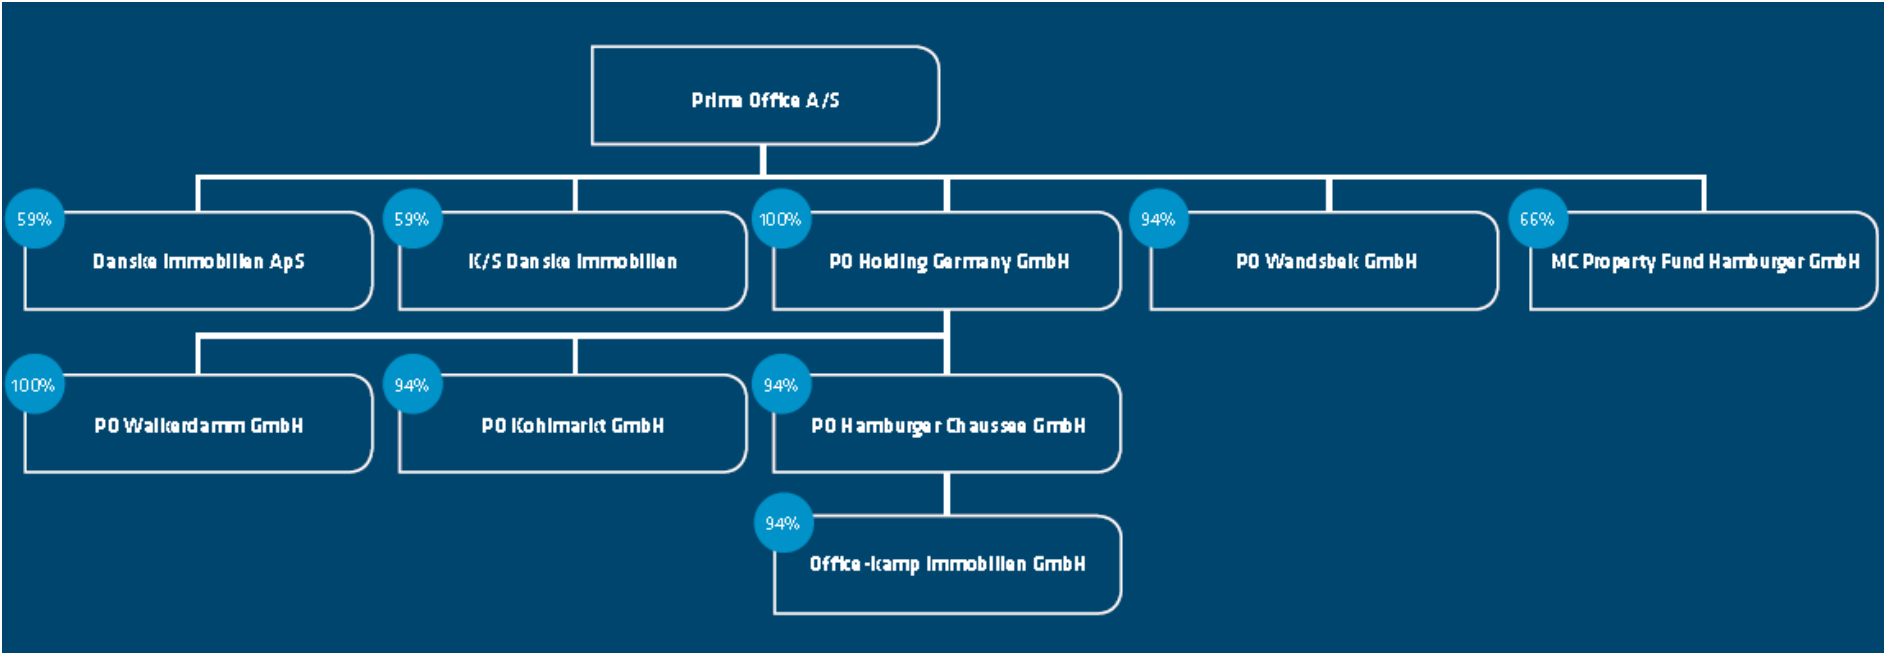 Prime Office A/S
59%
59%
100%
94%
66%
Danske Immobilien ApS
K/S Danske Immobilien
PO Holding Germany GmbH
PO Wandsbek GmbH
MC Property Fund Hamburger GmbH
100%
94%
94%
PO Walkerdamm GmbH
PO Kohlmarkt GmbH
PO Hamburger Chaussee GmbH
94%
Office-kamp Immobilien GmbH